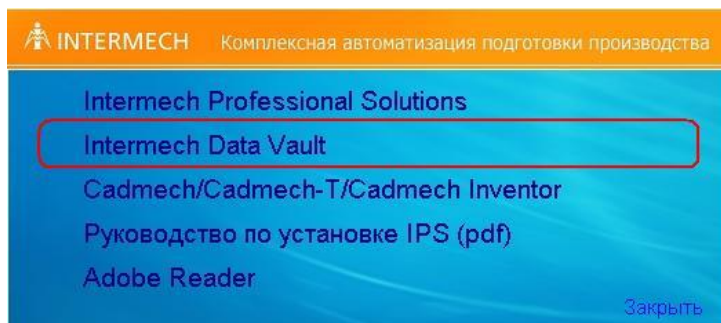 INTERMECH Комплексная автоматизация подготовки производства
Intermech Professional Solutions
Intermech Data Vault
Cadmech/Cadmech-T/Cadmech Inventor
Руководство по установке IPS (pdf)
Adobe Reader
Закрыть